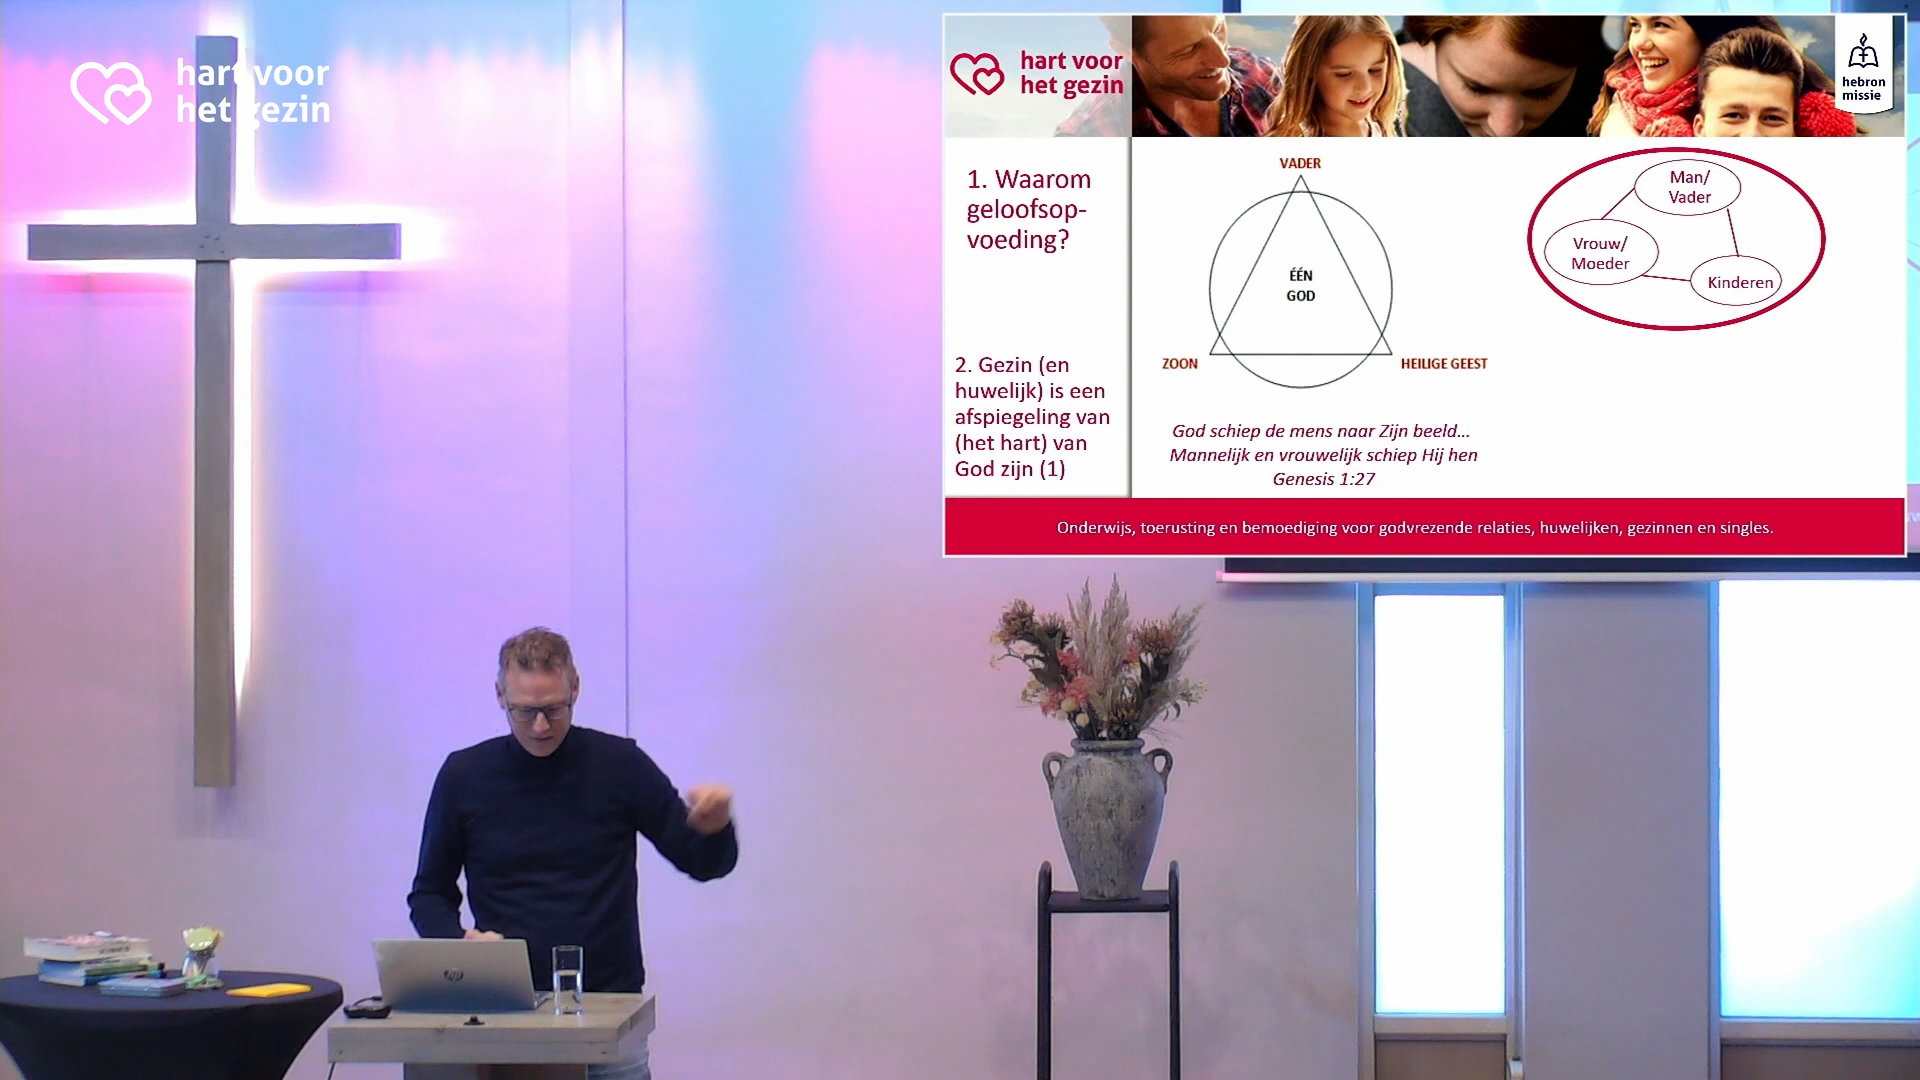 hart voor
het gezin
hart voor
het gezin
hebron
missie
1. Waarom
geloofsop-
voeding?
2. Gezin (en
huwelijk) is een
afspiegeling van
(het hart) van
God zijn (1)
VADER
ÉÉN
GOD
ZOON
HEILIGE GEEST
Man/
Vader
Vrouw/
Moeder
Kinderen
God schiep de mens naar Zijn beeld...
Mannelijk en vrouwelijk schiep Hij hen
Genesis 1:27
Onderwijs, toerusting en bemoediging voor godvrezende relaties, huwelijken, gezinnen en singles.
hp